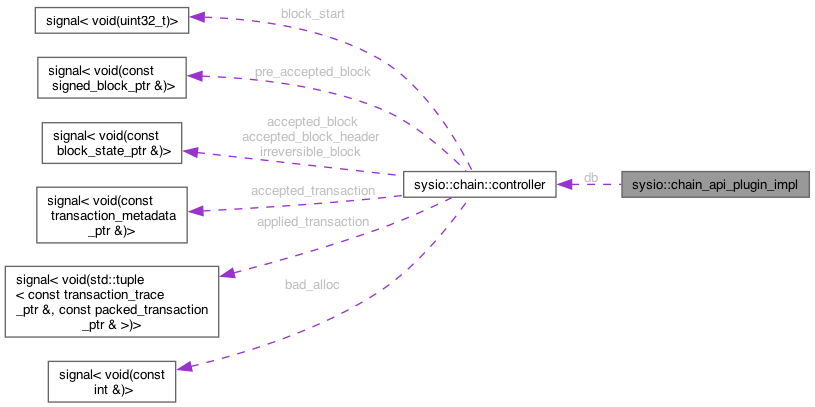 signal< void(uint32_t)>
block_start
signal< void(const
signed_block_ptr &)>
pre_accepted_block
signal< void(const
block_state_ptr &)>
accepted_block
accepted_block_header
irreversible_block
signal< void(const
transaction_metadata
_ptr &)>
accepted_transaction
signal< void(std::tuple
< const transaction_trace
_ptr &, const packed_transaction
_ptr & >)>
applied_transaction
signal< void(const
int &)>
bad_alloc
sysio::chain::controller
db
sysio::chain_api_plugin_impl